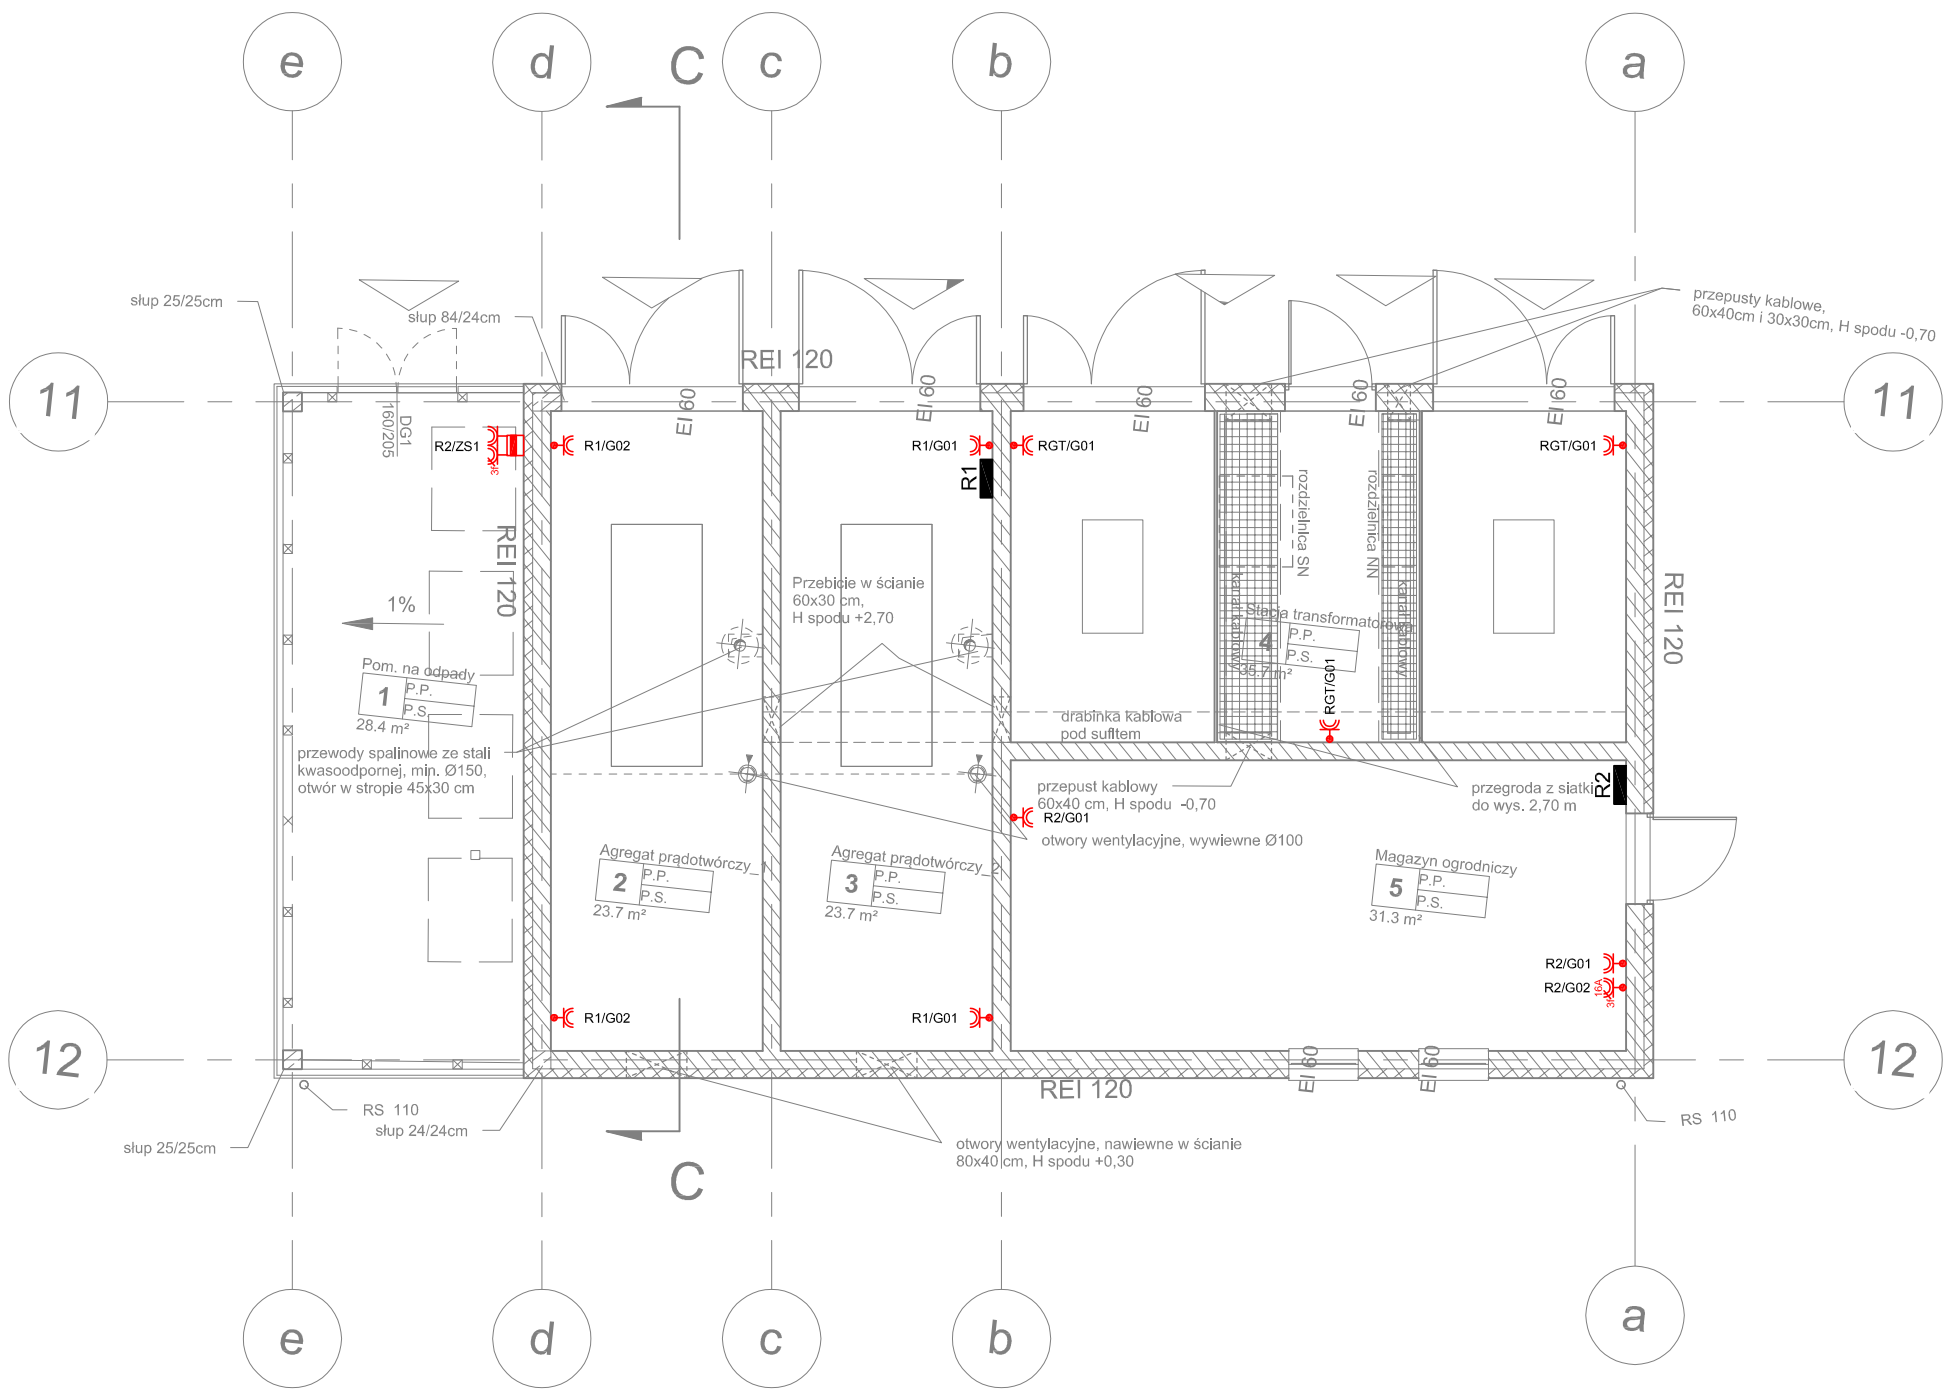 e
d
C
c
b
a
słup 25/25cm
słup 84/24cm
przepusty kablowe,
60x40cm i 30x30cm, H spodu -0,70
REI 120
11
EI 60
EI 60
EI 60
EI 60
EI 60
11
DG1
160/205
R2/ZS1
R1/G02
R1/G01
RGT/G01
RGT/G01
R1
rozdzielnica SN
rozdzielnica NN
REI 120
Przebicie w ścianie
60x30 cm,
H spodu +2,70
kanał kablowy
kanał kablowy
REI 120
1%
Stacja transformatorowa
4
P.P.
P.S.
35.7 m²
RGT/G01
Pom. na odpady
1
P.P.
P.S.
28.4 m²
drabinka kablowa
pod sufitem
przewody spalinowe ze stali
kwasoodpornej, min. Ø150,
otwór w stropie 45x30 cm
przepust kablowy
60x40 cm, H spodu -0,70
przegroda z siatki
do wys. 2,70 m
R2
R2/G01
otwory wentylacyjne, wywiewne Ø100
Agregat prądotwórczy_1
2
P.P.
P.S.
23.7 m²
Agregat prądotwórczy_2
3
P.P.
P.S.
23.7 m²
Magazyn ogrodniczy
5
P.P.
P.S.
31.3 m²
R2/G01
R2/G02
16A
R1/G02
R1/G01
12
EI 60
EI 60
12
REI 120
RS 110
słup 24/24cm
słup 25/25cm
RS 110
otwory wentylacyjne, nawiewne w ścianie
80x40 cm, H spodu +0,30
C
e
d
c
b
a